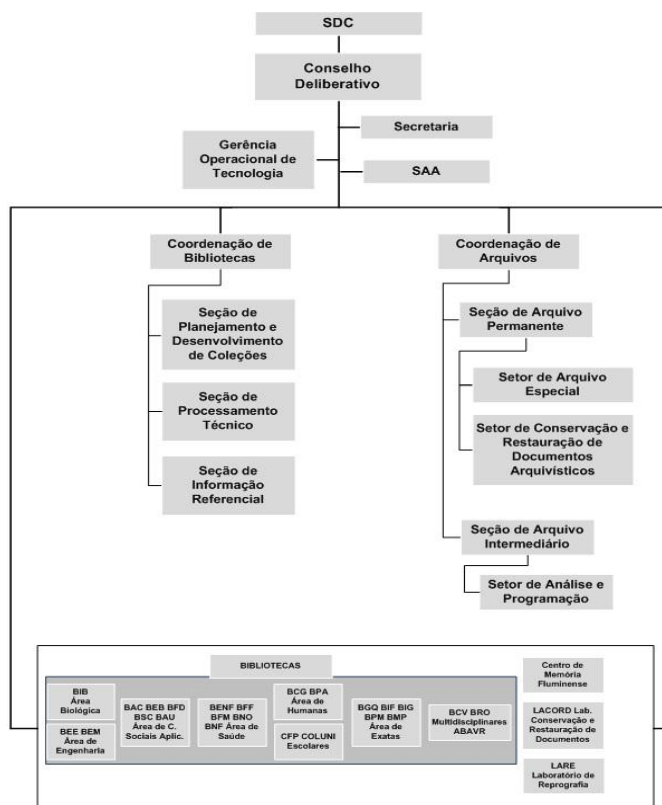 SDC
Conselho
Deliberativo
Secretaria
Gerência
Operacional de
Tecnologia
SAA
Coordenação de
Bibliotecas
Seção de
Planejamento e
Desenvolvimento
de Coleções
Seção de
Processamento
Técnico
Seção de
Informação
Referencial
Coordenação de
Arquivos
Seção de Arquivo
Permanente
Setor de Arquivo
Especial
Setor de Conservação e
Restauração de
Documentos
Arquivísticos
Seção de Arquivo
Intermediário
Setor de Análise e
Programação
BIBLIOTECAS
BIB
Área
Biológica
BEE BEM
Área de
Engenharia
BAC BEB BFD
BSC BAU
Área de C.
Sociais Aplic.
BENF BFF
BFM BNO
BNF Área de
Saúde
BCG BPA
Área de
Humanas
CFP COLUNI
Escolares
BGQ BIF BIG
BPM BMP
Área de
Exatas
BCV BRO
Multidisciplinares
ABAVR
Centro de
Memória
Fluminense
LACORD Lab.
Conservação e
Restauração de
Documentos
LARE
Laboratório de
Reprografia